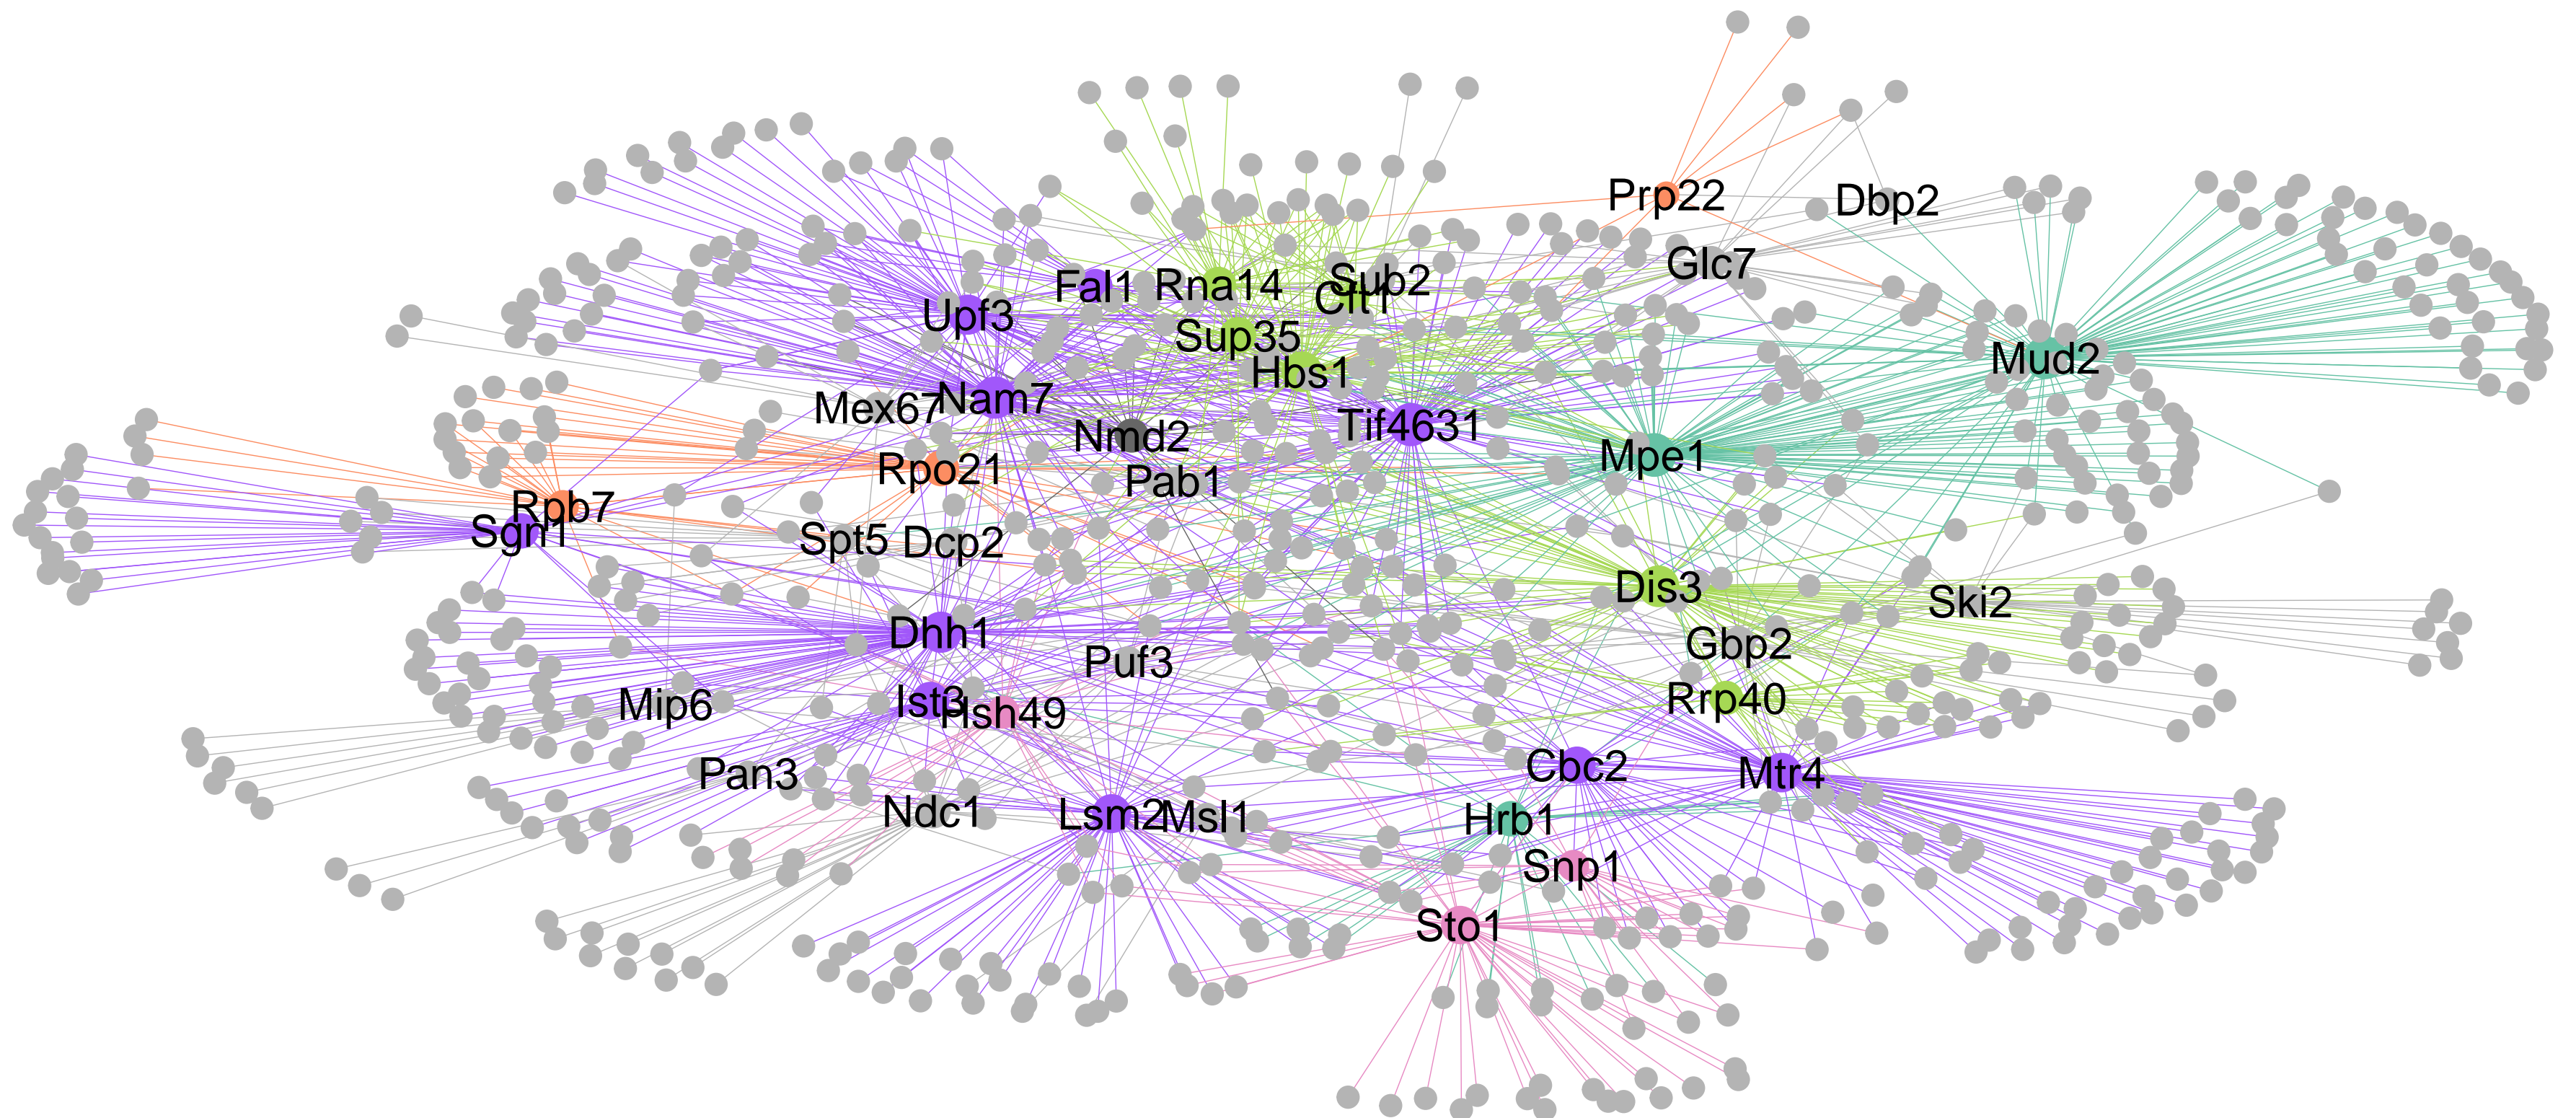 Prp22
Dbp2
Glc7
Fal1
Rna14
Sub2
Cft1
Upf3
Sup35
Hbs1
Mud2
Mex67
Nam7
Nmd2
Tif4631
Mpe1
Rpo21
Pab1
Rpb7
Sgn1
Spt5
Dcp2
Dis3
Ski2
Dhh1
Puf3
Gbp2
Mip6
Ist3
Hsh49
Rrp40
Pan3
Cbc2
Mtr4
Ndc1
Lsm2
Msl1
Hrb1
Snp1
Sto1